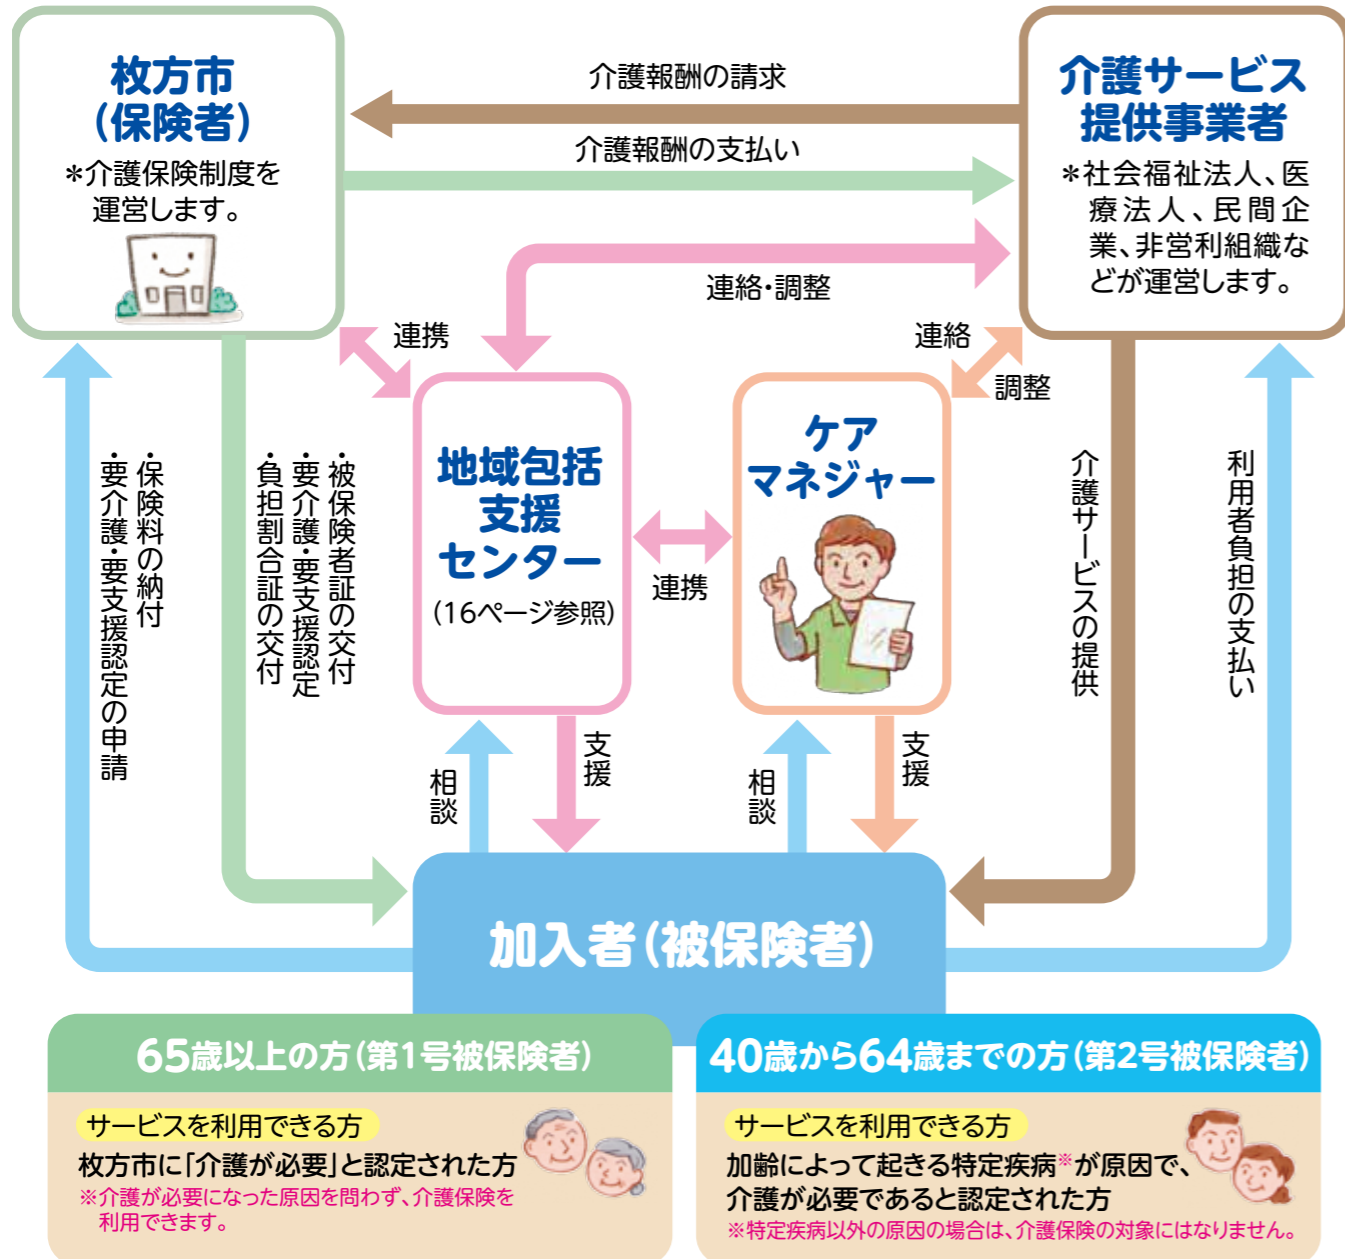 枚方市
(保険者)
*介護保険制度を
運営します。
介護報酬の請求
介護報酬の支払い
介護サービス
提供事業者
*社会福祉法人、医
療法人、民間企
業、非営利組織な
どが運営します。
連絡・調整
連携
連絡
調整
地域包括
支援
センター
(16ページ参照)
ケア
マネジャー
連携
・保険料の納付
・要介護・要支援認定の申請
・被保険者証の交付
・要介護・要支援認定
・負担割合証の交付
介護サービスの提供
利用者負担の支払い
相談
支援
相談
支援
加入者(被保険者)
65歳以上の方(第1号被保険者)
サービスを利用できる方
枚方市に「介護が必要」と認定された方
※介護が必要になった原因を問わず、介護保険を
利用できます。
40歳から64歳までの方(第2号被保険者)
サービスを利用できる方
加齢によって起きる特定疾病※が原因で、
介護が必要であると認定された方
※特定疾病以外の原因の場合は、介護保険の対象にはなりません。